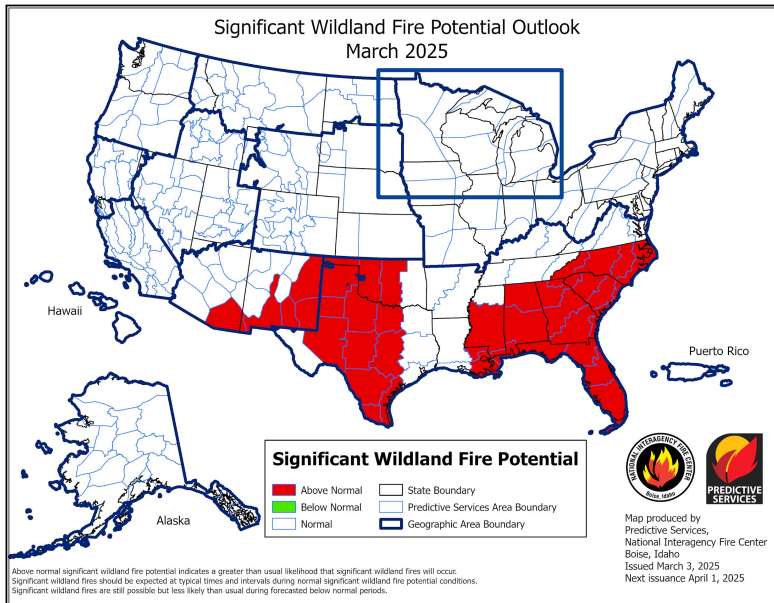 Significant Wildland Fire Potential Outlook
March 2025
Hawaii
Puerto Rico
Alaska
Significant Wildland Fire Potential
Above Normal
Below Normal
Normal
State Boundary
Predictive Services Area Boundary
Geographic Area Boundary
NATIONAL INTERAGENCY FIRE CENTER
Boise, Idaho
PREDICTIVE
SERVICES
Map produced by
Predictive Services,
National Interagency Fire Center
Boise, Idaho
Issued March 3, 2025
Next issuance April 1, 2025
Above normal significant wildland fire potential indicates a greater than usual likelihood that significant wildland fires will occur.
Significant wildland fires should be expected at typical times and intervals during normal significant wildland fire potential conditions.
Significant wildland fires are still possible but less likely than usual during forecasted below normal periods.